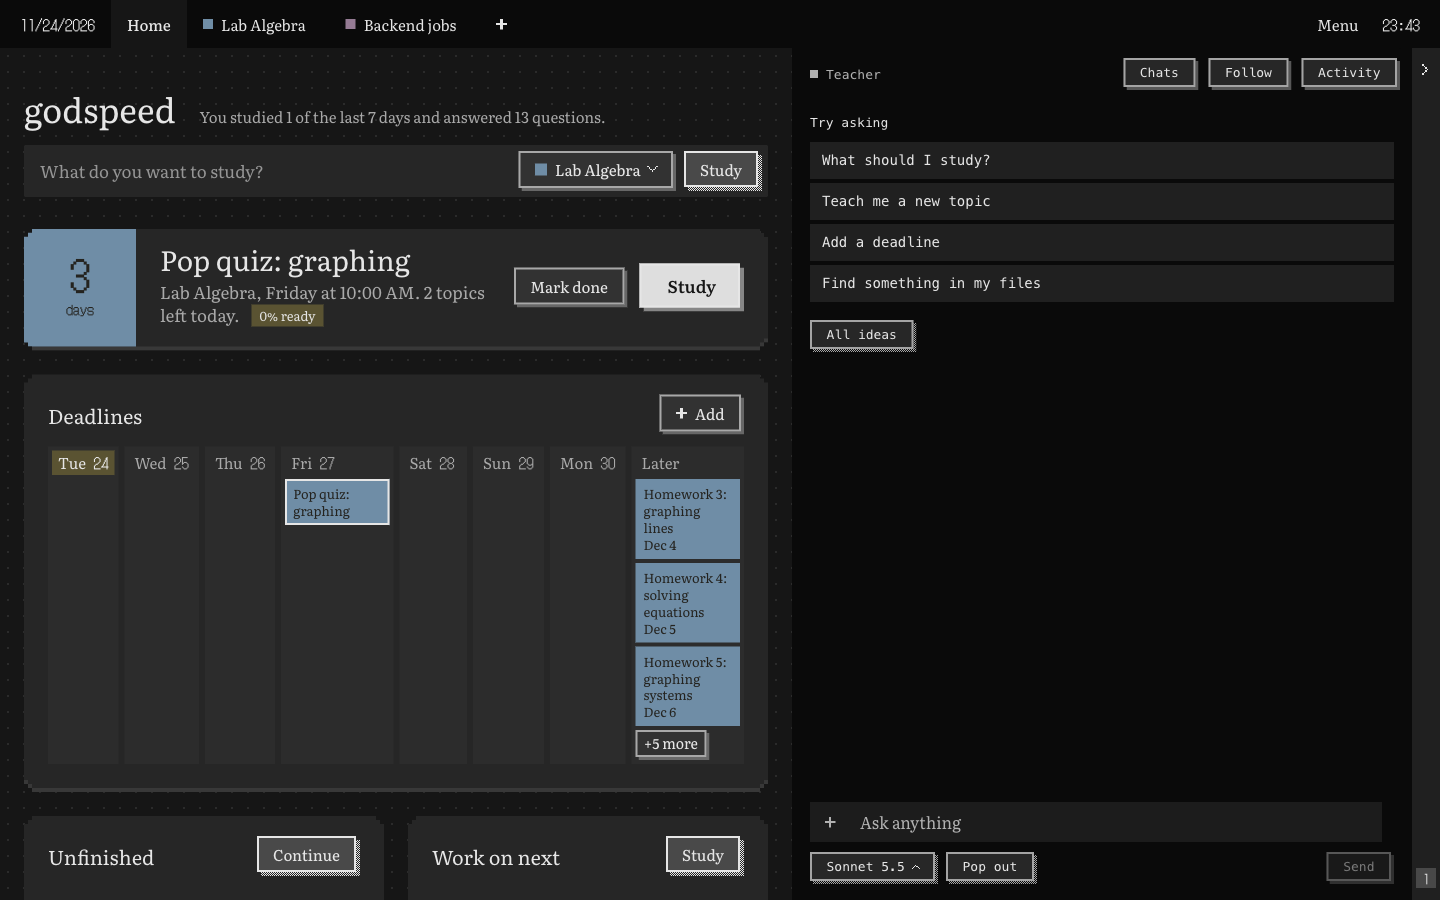 11/24/2026
Home
Lab Algebra
Backend jobs
+
Menu
23:43
godspeed
You studied 1 of the last 7 days and answered 13 questions.
What do you want to study?
Lab Algebra
Study
3
days
Pop quiz: graphing
Lab Algebra, Friday at 10:00 AM. 2 topics
left today.
0% ready
Mark done
Study
Deadlines
+ Add
Tue 24
Wed 25
Thu 26
Fri 27
Sat 28
Sun 29
Mon 30
Later
Pop quiz:
graphing
Homework 3:
graphing
lines
Dec 4
Homework 4:
solving
equations
Dec 5
Homework 5:
graphing
systems
Dec 6
+5 more
Unfinished
Continue
Work on next
Study
Teacher
Chats
Follow
Activity
Try asking
What should I study?
Teach me a new topic
Add a deadline
Find something in my files
All ideas
+ Ask anything
Sonnet 5.5
Pop out
Send
1